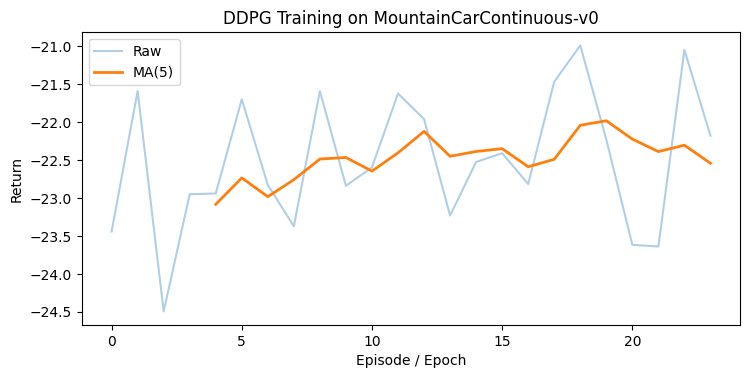 DDPG Training on MountainCarContinuous-v0
Raw
MA(5)
Return
−21.0
−21.5
−22.0
−22.5
−23.0
−23.5
−24.0
−24.5
0 5 10 15 20
Episode / Epoch